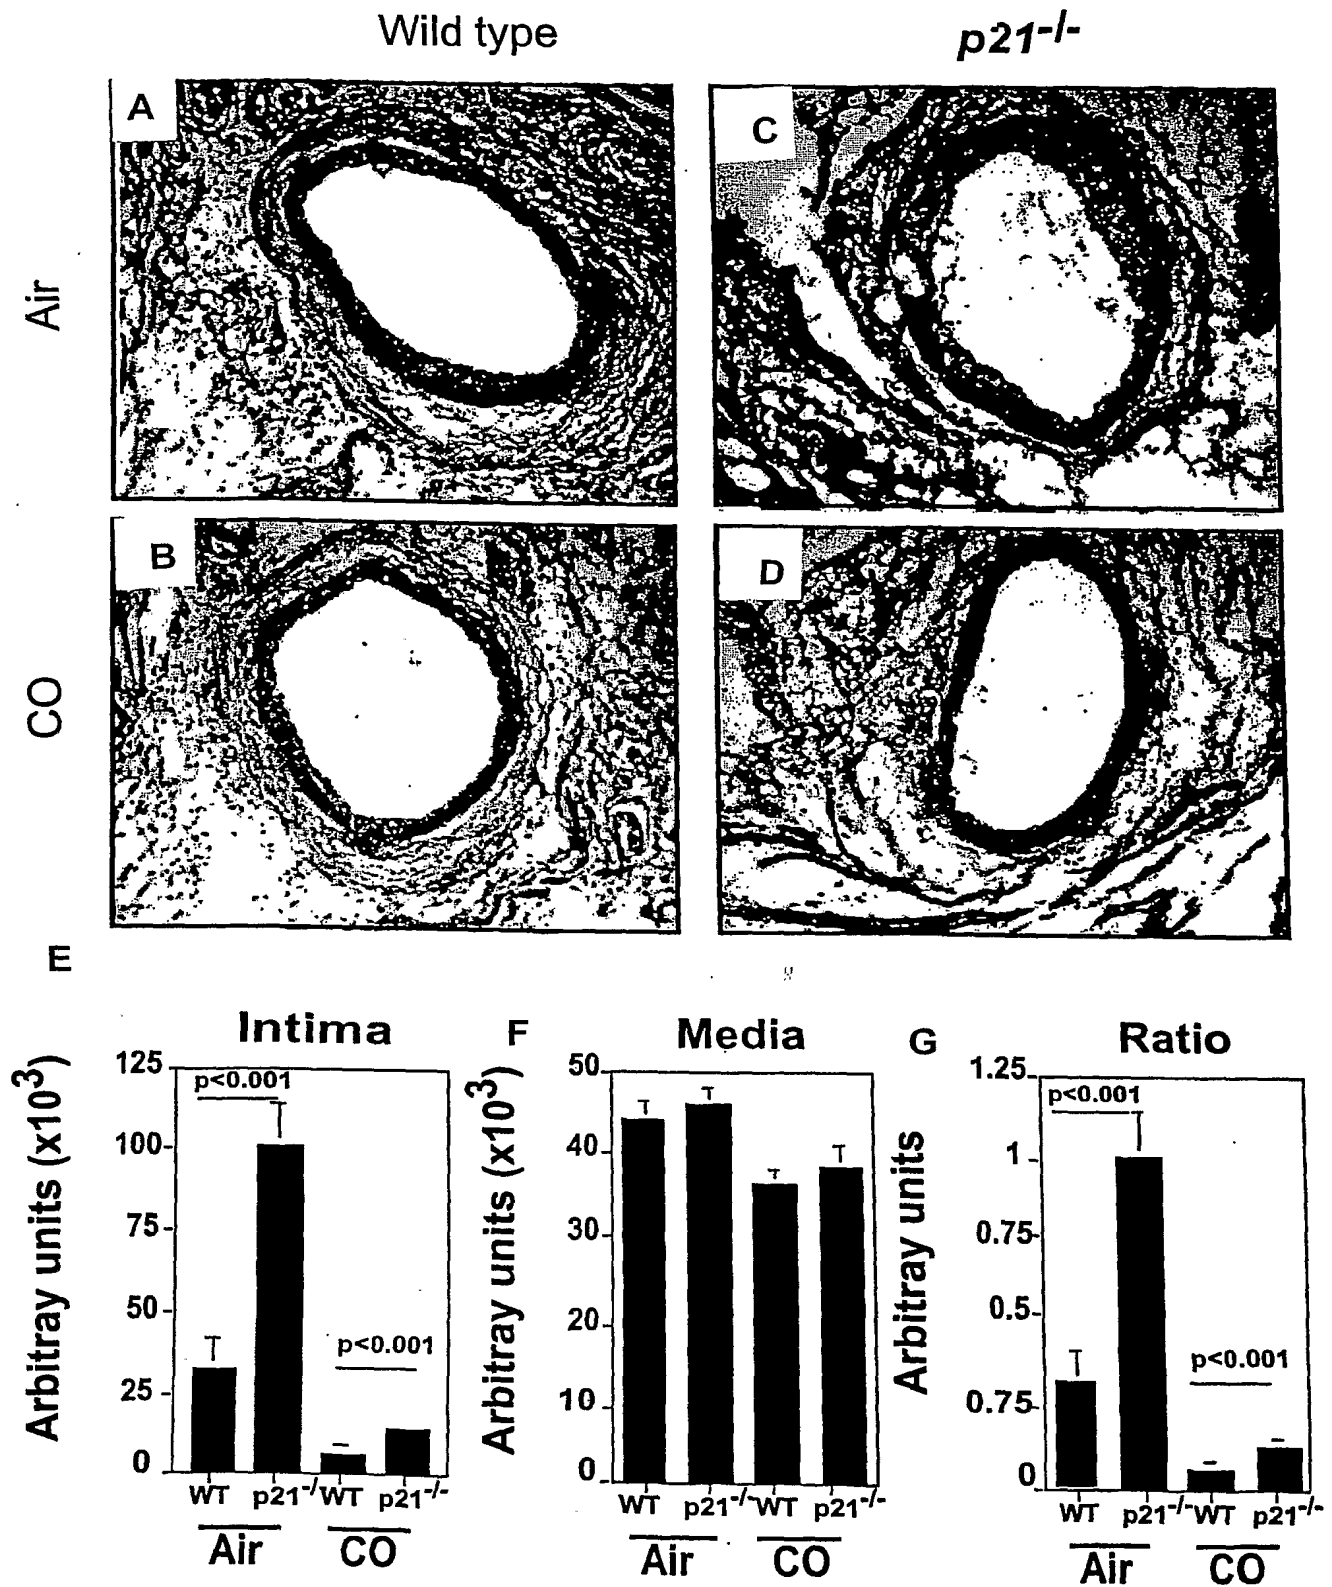 Wild type
p21-/-
A
C
Air
B
D
CO
E
Intima
Arbitray units (x10³)
125
100
75
50
25
0
p<0.001
p<0.001
WT p21-/- WT p21-/-
Air CO
F
Media
Arbitray units (x10³)
50
40
30
20
10
0
WT p21-/- WT p21-/-
Air CO
G
Ratio
Arbitray units
1.25
1
0.75
0.5
0.75
0
p<0.001
p<0.001
WT p21-/- WT p21-/-
Air CO